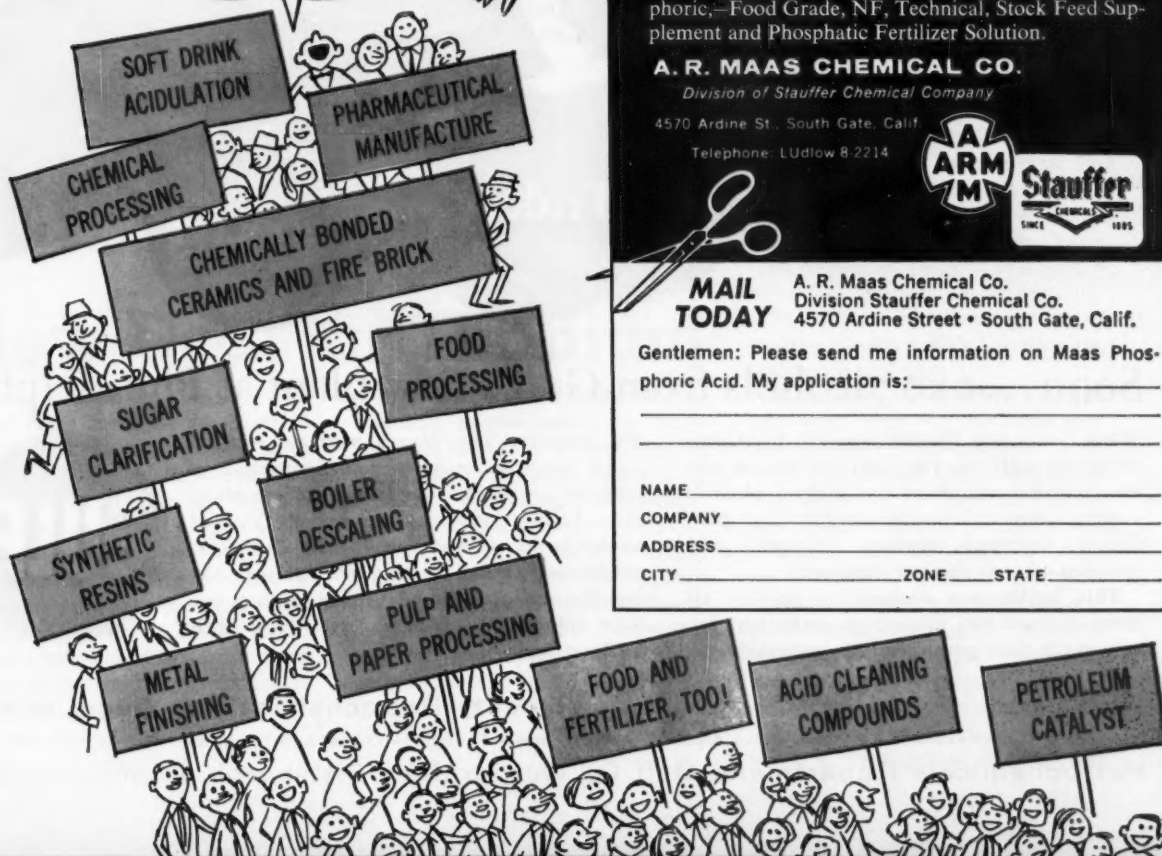 SOFT DRINK
ACIDULATION
PHARMACEUTICAL
MANUFACTURE
CHEMICAL
PROCESSING
CHEMICALLY BONDED
CERAMICS AND FIRE BRICK
FOOD
PROCESSING
SUGAR
CLARIFICATION
BOILER
DESCALING
SYNTHETIC
RESINS
PULP AND
PAPER PROCESSING
METAL
FINISHING
FOOD AND
FERTILIZER, TOO!
ACID CLEANING
COMPOUNDS
PETROLEUM
CATALYST
phoric,—Food Grade, NF, Technical, Stock Feed Sup-
plement and Phosphatic Fertilizer Solution.
A. R. MAAS CHEMICAL CO.
Division of Stauffer Chemical Company
4570 Ardine St., South Gate, Calif.
Telephone: LUdlow 8-2214
A
ARM
M
Stauffer
CHEMICALS
SINCE 1885
MAIL
TODAY
A. R. Maas Chemical Co.
Division Stauffer Chemical Co.
4570 Ardine Street • South Gate, Calif.
Gentlemen: Please send me information on Maas Phos-
phoric Acid. My application is:
NAME
COMPANY
ADDRESS
CITY ZONE STATE